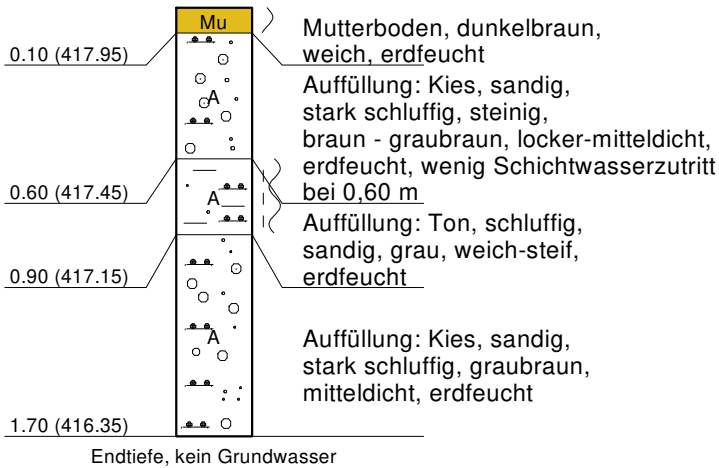 Mu
Mutterboden, dunkelbraun,
weich, erdfeucht
0.10 (417.95)
A
Auffüllung: Kies, sandig,
stark schluffig, steinig,
braun - graubraun, locker-mitteldicht,
erdfeucht, wenig Schichtwasserzutritt
bei 0,60 m
0.60 (417.45)
A
Auffüllung: Ton, schluffig,
sandig, grau, weich-steif,
erdfeucht
0.90 (417.15)
A
Auffüllung: Kies, sandig,
stark schluffig, graubraun,
mitteldicht, erdfeucht
1.70 (416.35)
Endtiefe, kein Grundwasser